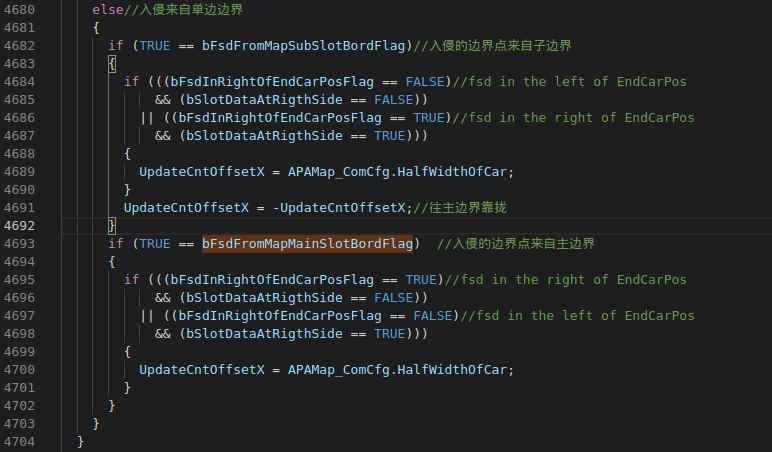 4680 else//入侵来自单边边界
4681 {
4682 if (TRUE == bFsdFromMapSubSlotBordFlag)//入侵的边界点来自子边界
4683 {
4684 if (((bFsdInRightOfEndCarPosFlag == FALSE)//fsd in the left of EndCarPos
4685 && (bSlotDataAtRigthSide == FALSE))
4686 || ((bFsdInRightOfEndCarPosFlag == TRUE)//fsd in the right of EndCarPos
4687 && (bSlotDataAtRigthSide == TRUE)))
4688 {
4689 UpdateCntOffsetX = APAMap_ComCfg.HalfWidthOfCar;
4690 }
4691 UpdateCntOffsetX = -UpdateCntOffsetX;//往主边界靠拢
4692 }
4693 if (TRUE == bFsdFromMapMainSlotBordFlag) //入侵的边界点来自主边界
4694 {
4695 if (((bFsdInRightOfEndCarPosFlag == TRUE)//fsd in the right of EndCarPos
4696 && (bSlotDataAtRigthSide == FALSE))
4697 || ((bFsdInRightOfEndCarPosFlag == FALSE)//fsd in the left of EndCarPos
4698 && (bSlotDataAtRigthSide == TRUE)))
4699 {
4700 UpdateCntOffsetX = APAMap_ComCfg.HalfWidthOfCar;
4701 }
4702 }
4703 }
4704 }